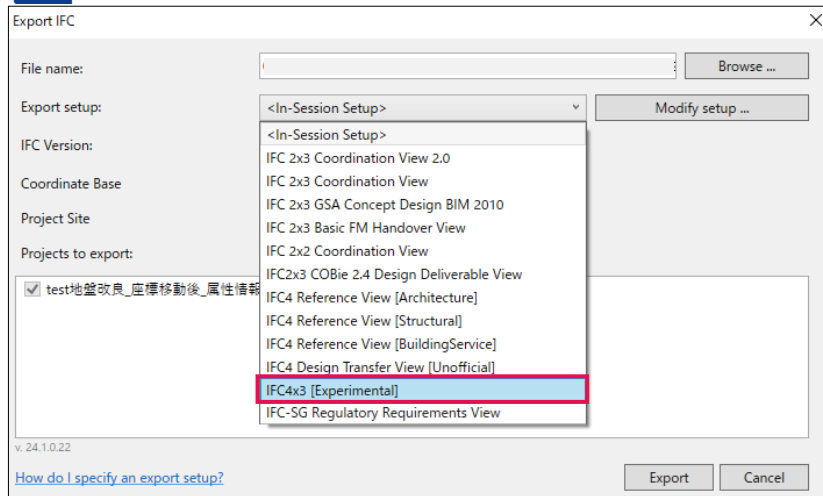 Export IFC
File name:
Browse ...
Export setup:
<In-Session Setup>
Modify setup ...
<In-Session Setup>
IFC Version:
IFC 2x3 Coordination View 2.0
IFC 2x3 Coordination View
Coordinate Base
IFC 2x3 GSA Concept Design BIM 2010
Project Site
IFC 2x3 Basic FM Handover View
Projects to export:
IFC 2x2 Coordination View
IFC2x3 COBie 2.4 Design Deliverable View
test地盤改良_座標移動後_属性情報
IFC4 Reference View [Architecture]
IFC4 Reference View [Structural]
IFC4 Reference View [BuildingService]
IFC4 Design Transfer View [Unofficial]
IFC4x3 [Experimental]
IFC-SG Regulatory Requirements View
v. 24.1.0.22
How do I specify an export setup?
Export
Cancel